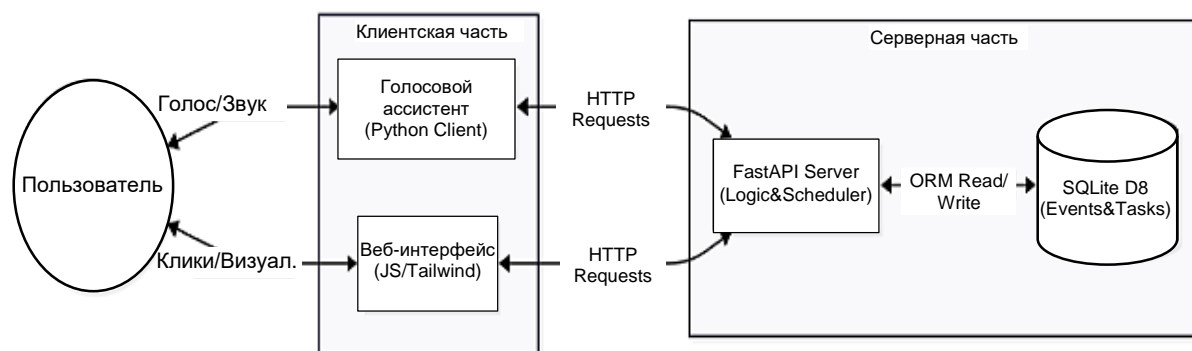 Клиентская часть
Серверная часть
Голос/Звук
Голосовой
ассистент
(Python Client)
HTTP
Requests
Пользователь
FastAPI Server
(Logic&Scheduler)
ORM Read/
Write
SQLite D8
(Events&Tasks)
Клики/Визуал.
Веб-интерфейс
(JS/Tailwind)
HTTP
Requests